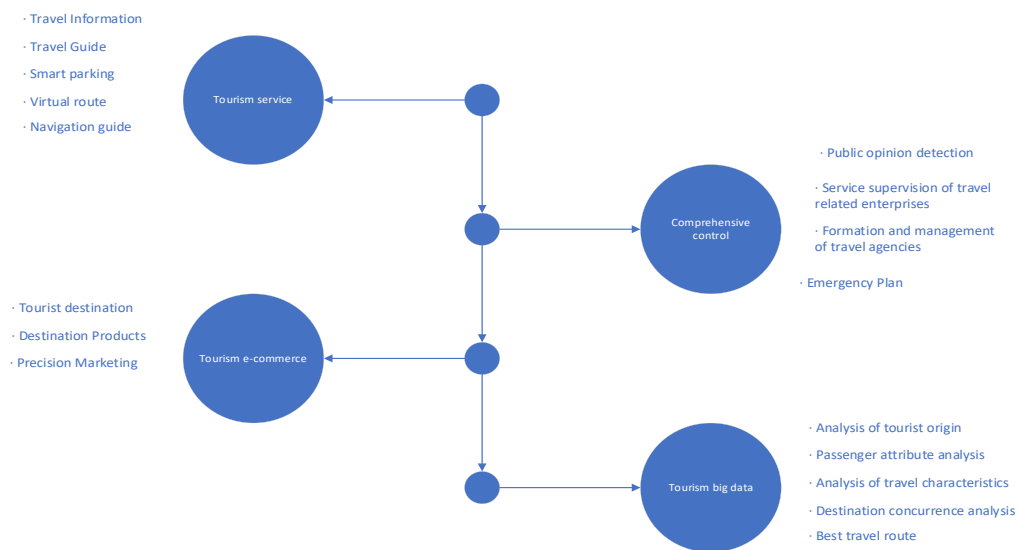 · Travel Information
· Travel Guide
· Smart parking
· Virtual route
· Navigation guide
Tourism service
· Public opinion detection
· Service supervision of travel
related enterprises
· Formation and management
of travel agencies
· Emergency Plan
Comprehensive
control
· Tourist destination
· Destination Products
· Precision Marketing
Tourism e-commerce
· Analysis of tourist origin
· Passenger attribute analysis
· Analysis of travel characteristics
· Destination concurrence analysis
· Best travel route
Tourism big data